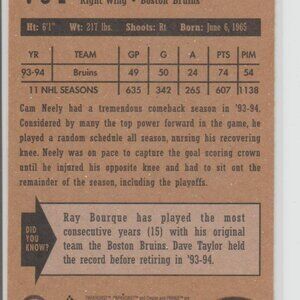 Right Wing • Boston Bruins
Ht: 6'1" Wt: 217 lbs. Shoots: Rt Born: June 6, 1965
YR TEAM GP G A PTS PIM
93-94 Bruins 49 50 24 74 54
11 NHL SEASONS 635 342 265 607 1138
Cam Neely had a tremendous comeback season in '93-94.
Considered by many the top power forward in the game, he
played a random schedule all season, nursing his recovering
knee. Neely was on pace to capture the goal scoring crown
until he injured his opposite knee and had to sit out the
remainder of the season, including the playoffs.
DID
YOU
KNOW?
Ray Bourque has played the most
consecutive years (15) with his original
team the Boston Bruins. Dave Taylor held
the record before retiring in '93-94.